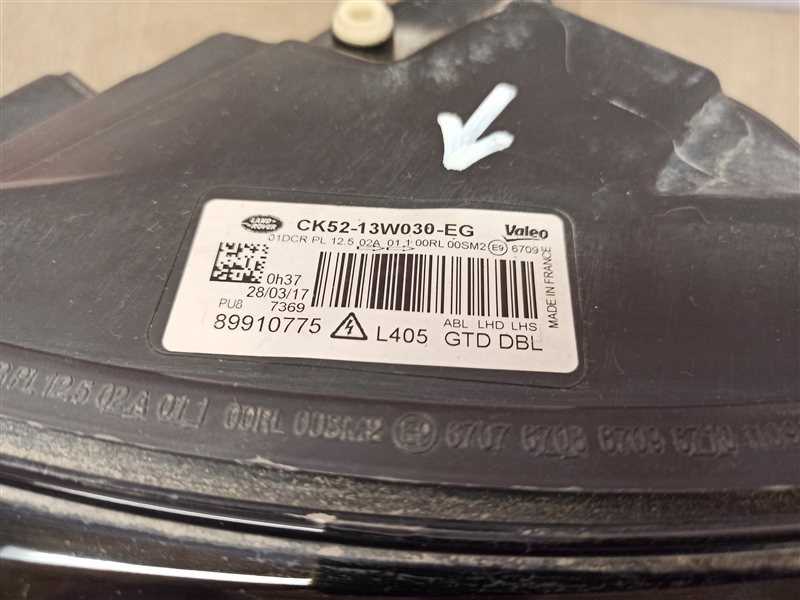 LAND ROVER
CK52-13W030-EG Valeo
01DCR PL 12.5 02A 01.1 00RL 00SM2 E9 6709
0h37
28/03/17
PU8 7369
ABL LHD LHS
89910775 L405 GTD DBL
MADE IN FRANCE
R PL 12.5 02A 01.1 00RL 00SM2 E9 6707 6708 6709 6710